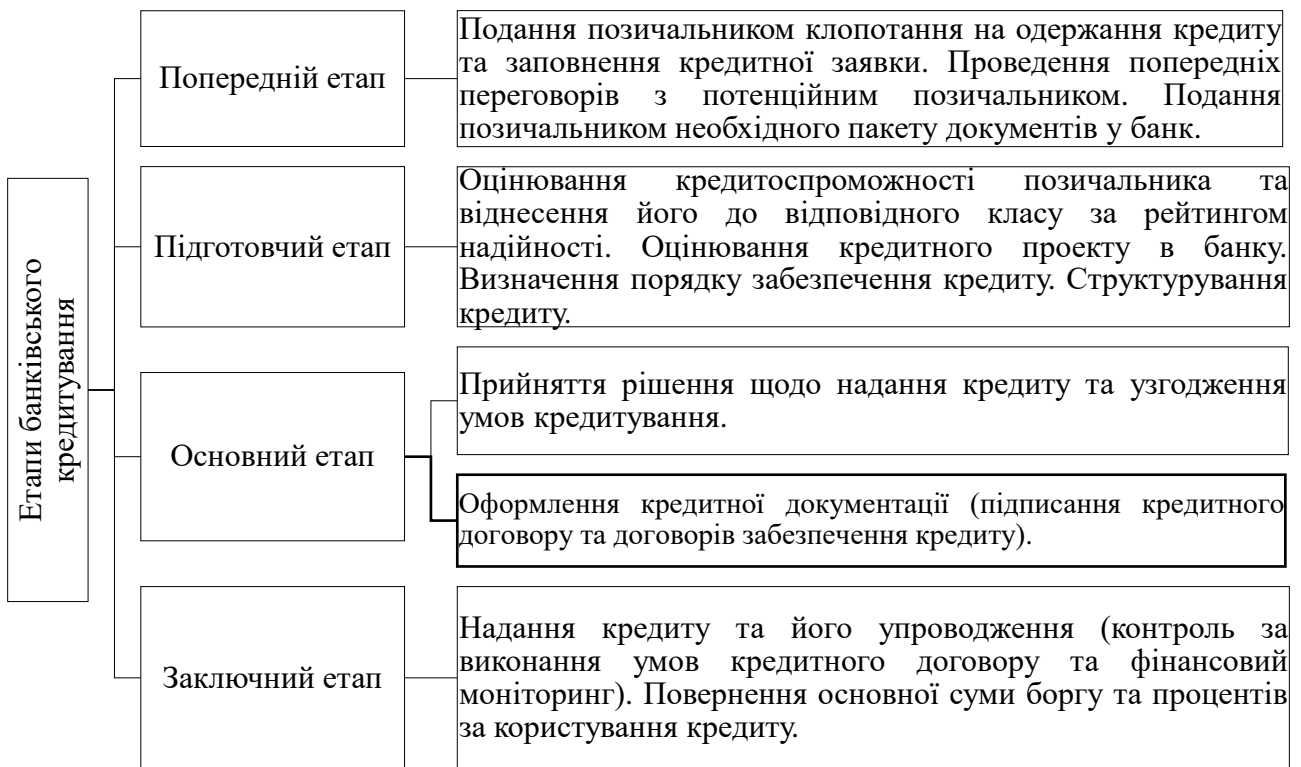 Етапи банківського
кредитування
Попередній етап
Подання позичальником клопотання на одержання кредиту
та заповнення кредитної заявки. Проведення попередніх
переговорів з потенційним позичальником. Подання
позичальником необхідного пакету документів у банк.
Підготовчий етап
Оцінювання кредитоспроможності позичальника та
віднесення його до відповідного класу за рейтингом
надійності. Оцінювання кредитного проекту в банку.
Визначення порядку забезпечення кредиту. Структурування
кредиту.
Основний етап
Прийняття рішення щодо надання кредиту та узгодження
умов кредитування.
Оформлення кредитної документації (підписання кредитного
договору та договорів забезпечення кредиту).
Заключний етап
Надання кредиту та його упроводження (контроль за
виконання умов кредитного договору та фінансовий
моніторинг). Повернення основної суми боргу та процентів
за користування кредиту.